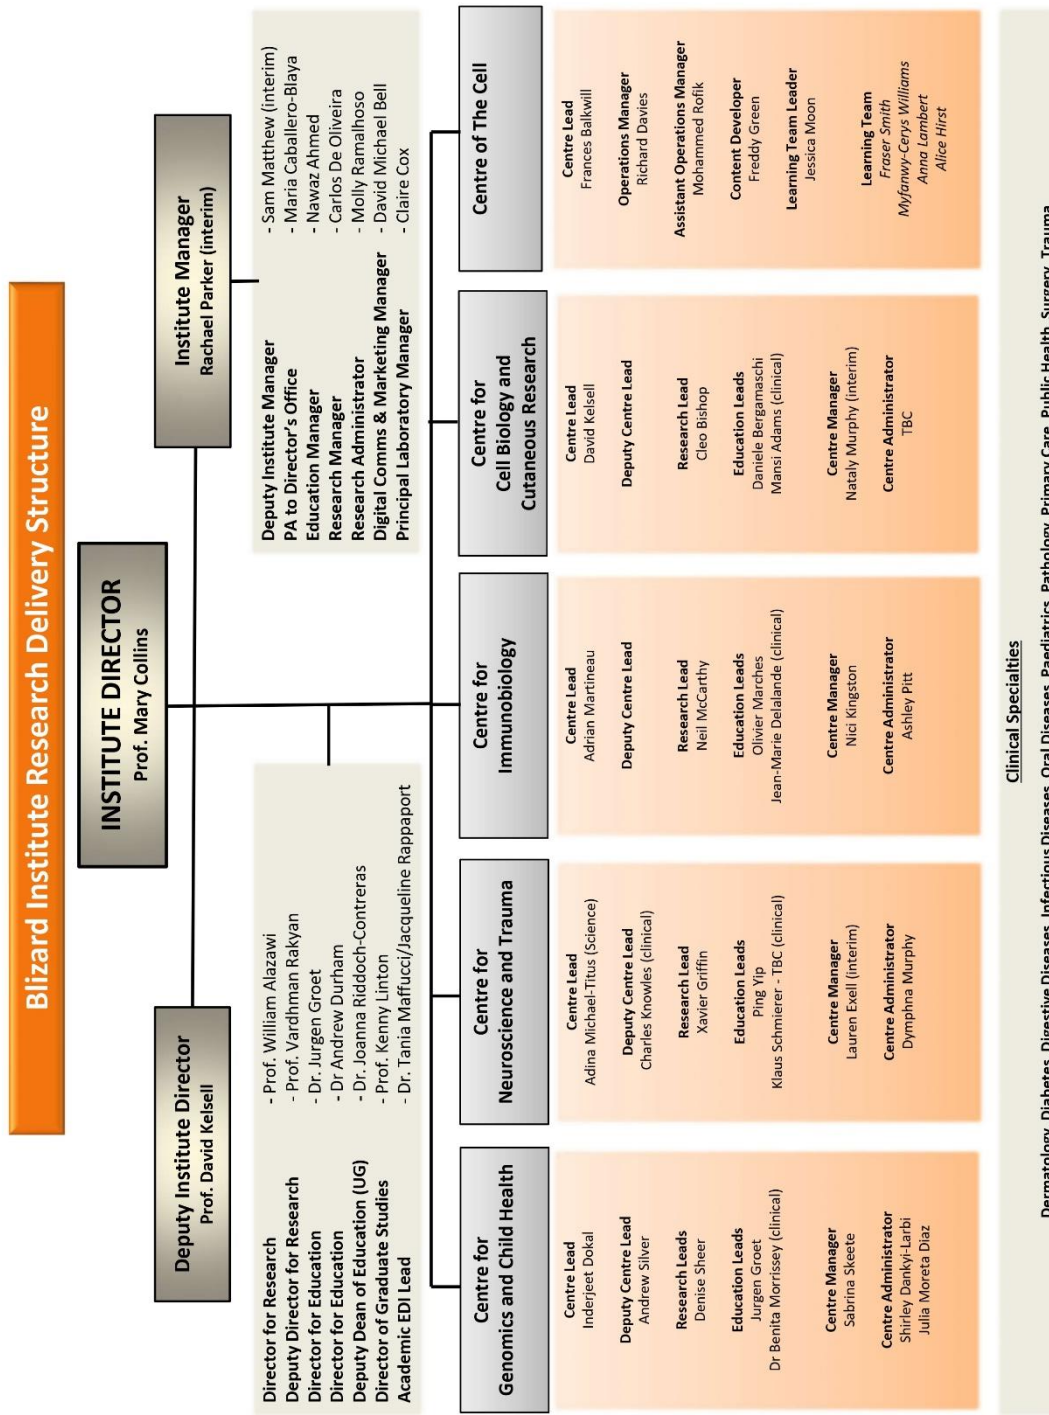 Blizard Institute Research Delivery Structure
INSTITUTE DIRECTOR
Prof. Mary Collins
Deputy Institute Director
Prof. David Kelsell
Institute Manager
Rachael Parker (interim)
Director for Research - Prof. William Alazawi
Deputy Director for Research - Prof. Vardhman Rakyan
Director for Education - Dr. Jurgen Groet
Director for Education - Dr Andrew Durham
Deputy Dean of Education (UG) - Dr. Joanna Riddoch-Contreras
Director of Graduate Studies - Prof. Kenny Linton
Academic EDI Lead - Dr. Tania Maffucci/Jacqueline Rappaport
Deputy Institute Manager - Sam Matthew (interim)
PA to Director's Office - Maria Caballero-Blaya
Education Manager - Nawaz Ahmed
Research Manager - Carlos De Oliveira
Research Administrator - Molly Ramalhoso
Digital Comms & Marketing Manager - David Michael Bell
Principal Laboratory Manager - Claire Cox
Centre for
Genomics and Child Health
Centre Lead
Inderjeet Dokal
Deputy Centre Lead
Andrew Silver
Research Leads
Denise Sheer
Education Leads
Jurgen Groet
Dr Benita Morrissey (clinical)
Centre Manager
Sabrina Skeete
Centre Administrator
Shirley Dankyi-Larbi
Julia Moreta Diaz
Centre for
Neuroscience and Trauma
Centre Lead
Adina Michael-Titus (Science)
Deputy Centre Lead
Charles Knowles (clinical)
Research Lead
Xavier Griffin
Education Leads
Ping Yip
Klaus Schmierer - TBC (clinical)
Centre Manager
Lauren Exell (interim)
Centre Administrator
Dymphna Murphy
Centre for
Immunobiology
Centre Lead
Adrian Martineau
Deputy Centre Lead
Research Lead
Neil McCarthy
Education Leads
Olivier Marches
Jean-Marie Delalande (clinical)
Centre Manager
Nici Kingston
Centre Administrator
Ashley Pitt
Centre for
Cell Biology and
Cutaneous Research
Centre Lead
David Kelsell
Deputy Centre Lead
Research Lead
Cleo Bishop
Education Leads
Daniele Bergamaschi
Mansi Adams (clinical)
Centre Manager
Nataly Murphy (interim)
Centre Administrator
TBC
Centre of The Cell
Centre Lead
Frances Balkwill
Operations Manager
Richard Davies
Assistant Operations Manager
Mohammed Rofik
Content Developer
Freddy Green
Learning Team Leader
Jessica Moon
Learning Team
Fraser Smith
Myfanwy-Cerys Williams
Anna Lambert
Alice Hirst
Clinical Specialties
Dermatology, Diabetes, Digestive Diseases, Infectious Diseases, Oral Diseases, Paediatrics, Pathology, Primary Care, Public Health, Surgery, Trauma